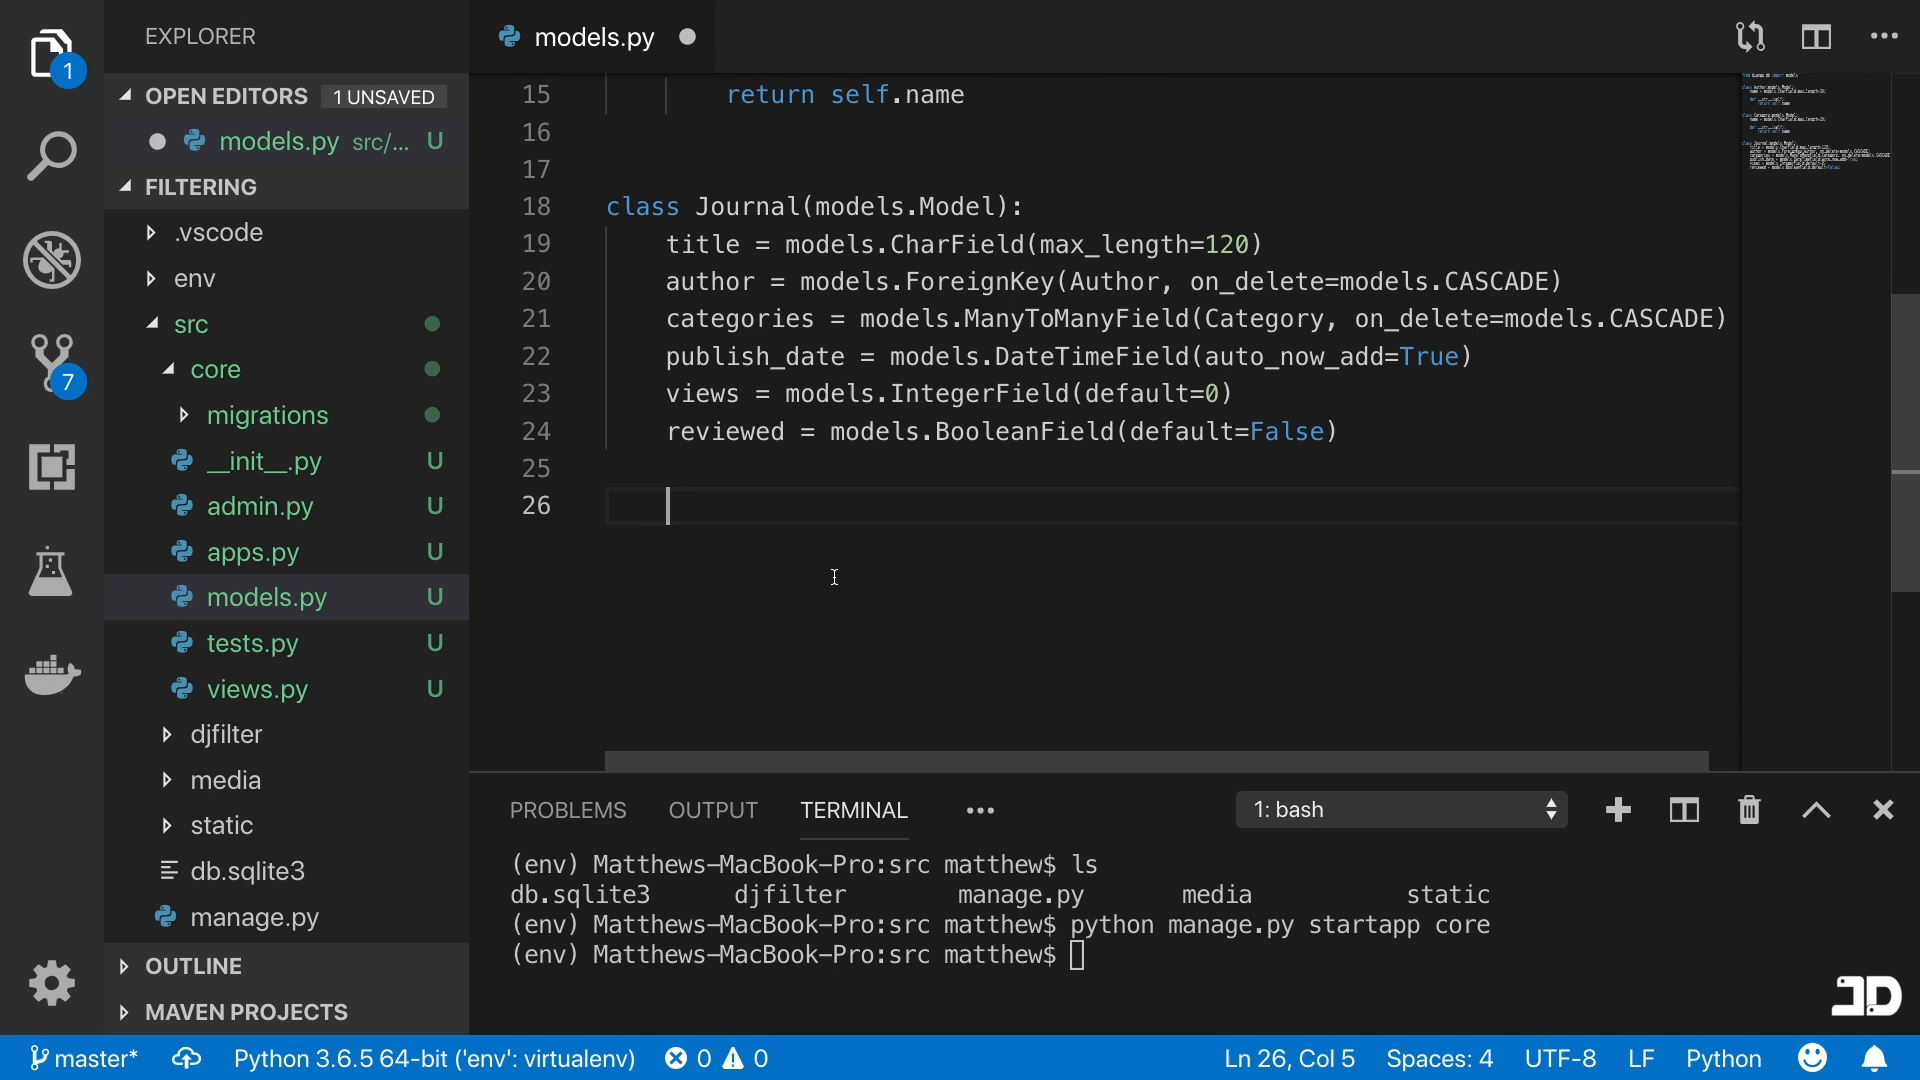 EXPLORER
1
OPEN EDITORS 1 UNSAVED
models.py src/... U
FILTERING
.vscode
env
src
7
core
migrations
__init__.py U
admin.py U
apps.py U
models.py U
tests.py U
views.py U
djfilter
media
static
db.sqlite3
manage.py
OUTLINE
MAVEN PROJECTS
models.py
15 return self.name
16
17
18 class Journal(models.Model):
19 title = models.CharField(max_length=120)
20 author = models.ForeignKey(Author, on_delete=models.CASCADE)
21 categories = models.ManyToManyField(Category, on_delete=models.CASCADE)
22 publish_date = models.DateTimeField(auto_now_add=True)
23 views = models.IntegerField(default=0)
24 reviewed = models.BooleanField(default=False)
25
26
PROBLEMS OUTPUT TERMINAL 1: bash
(env) Matthews-MacBook-Pro:src matthew$ ls
db.sqlite3 djfilter manage.py media static
(env) Matthews-MacBook-Pro:src matthew$ python manage.py startapp core
(env) Matthews-MacBook-Pro:src matthew$
JD
master* Python 3.6.5 64-bit ('env': virtualenv) 0 0 Ln 26, Col 5 Spaces: 4 UTF-8 LF Python